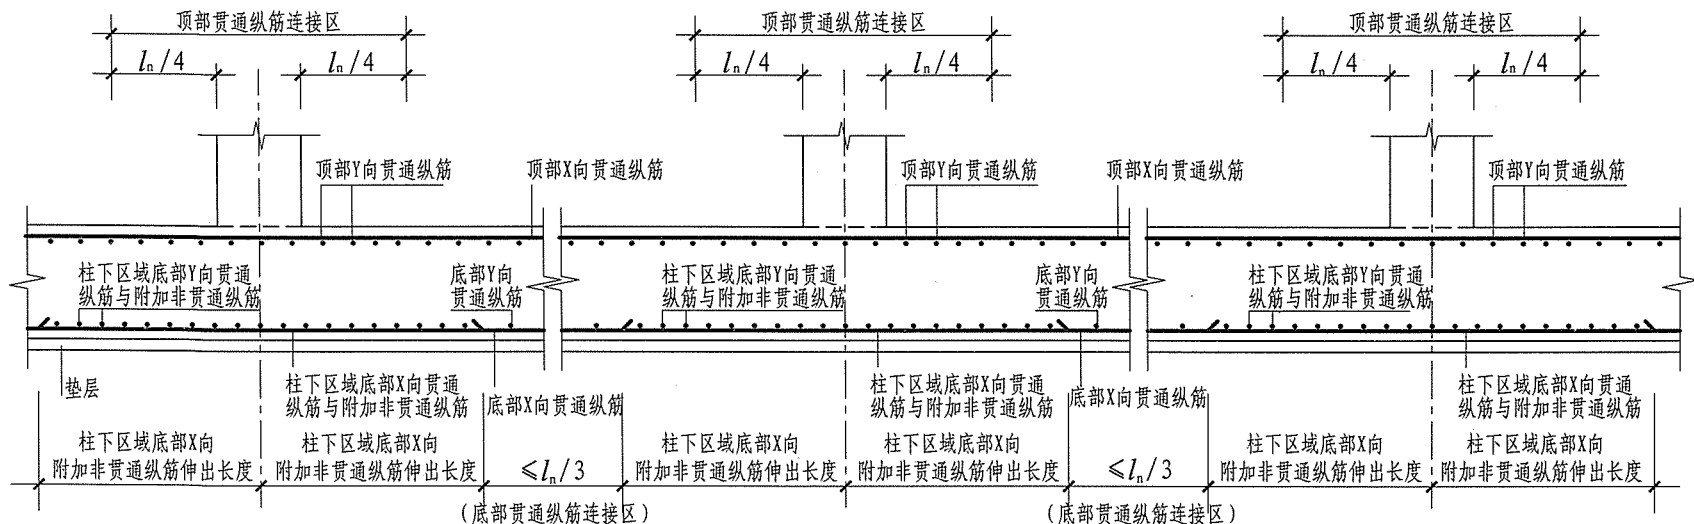 顶部贯通纵筋连接区
顶部贯通纵筋连接区
顶部贯通纵筋连接区
lₙ/4
lₙ/4
lₙ/4
lₙ/4
lₙ/4
lₙ/4
顶部Y向贯通纵筋
顶部X向贯通纵筋
顶部Y向贯通纵筋
顶部X向贯通纵筋
顶部Y向贯通纵筋
柱下区域底部Y向贯通
纵筋与附加非贯通纵筋
底部Y向
贯通纵筋
柱下区域底部Y向贯通
纵筋与附加非贯通纵筋
底部Y向
贯通纵筋
柱下区域底部Y向贯通
纵筋与附加非贯通纵筋
垫层
柱下区域底部X向贯通
纵筋与附加非贯通纵筋
底部X向贯通纵筋
柱下区域底部X向贯通
纵筋与附加非贯通纵筋
底部X向贯通纵筋
柱下区域底部X向贯通
纵筋与附加非贯通纵筋
柱下区域底部X向
附加非贯通纵筋伸出长度
柱下区域底部X向
附加非贯通纵筋伸出长度
≤lₙ/3
柱下区域底部X向
附加非贯通纵筋伸出长度
柱下区域底部X向
附加非贯通纵筋伸出长度
≤lₙ/3
柱下区域底部X向
附加非贯通纵筋伸出长度
柱下区域底部X向
附加非贯通纵筋伸出长度
(底部贯通纵筋连接区)
(底部贯通纵筋连接区)